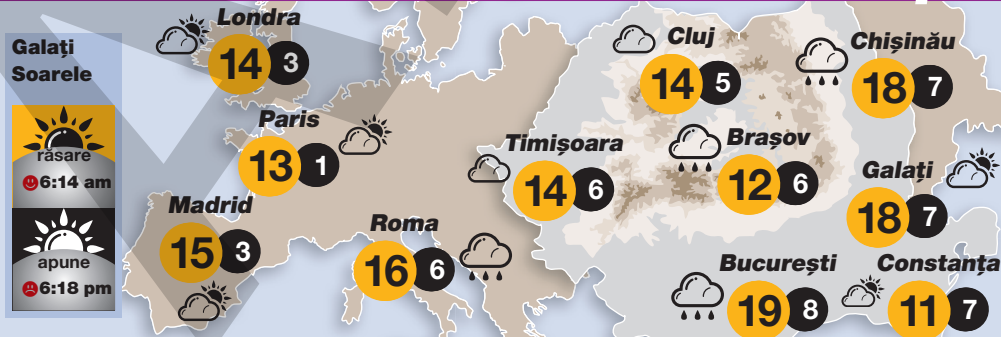 Galați
Soarele
răsare
6:14 am
apune
6:18 pm
Londra
14 3
Paris
13 1
Madrid
15 3
Roma
16 6
Cluj
14 5
Chișinău
18 7
Timișoara
14 6
Brașov
12 6
Galați
18 7
București
19 8
Constanța
11 7